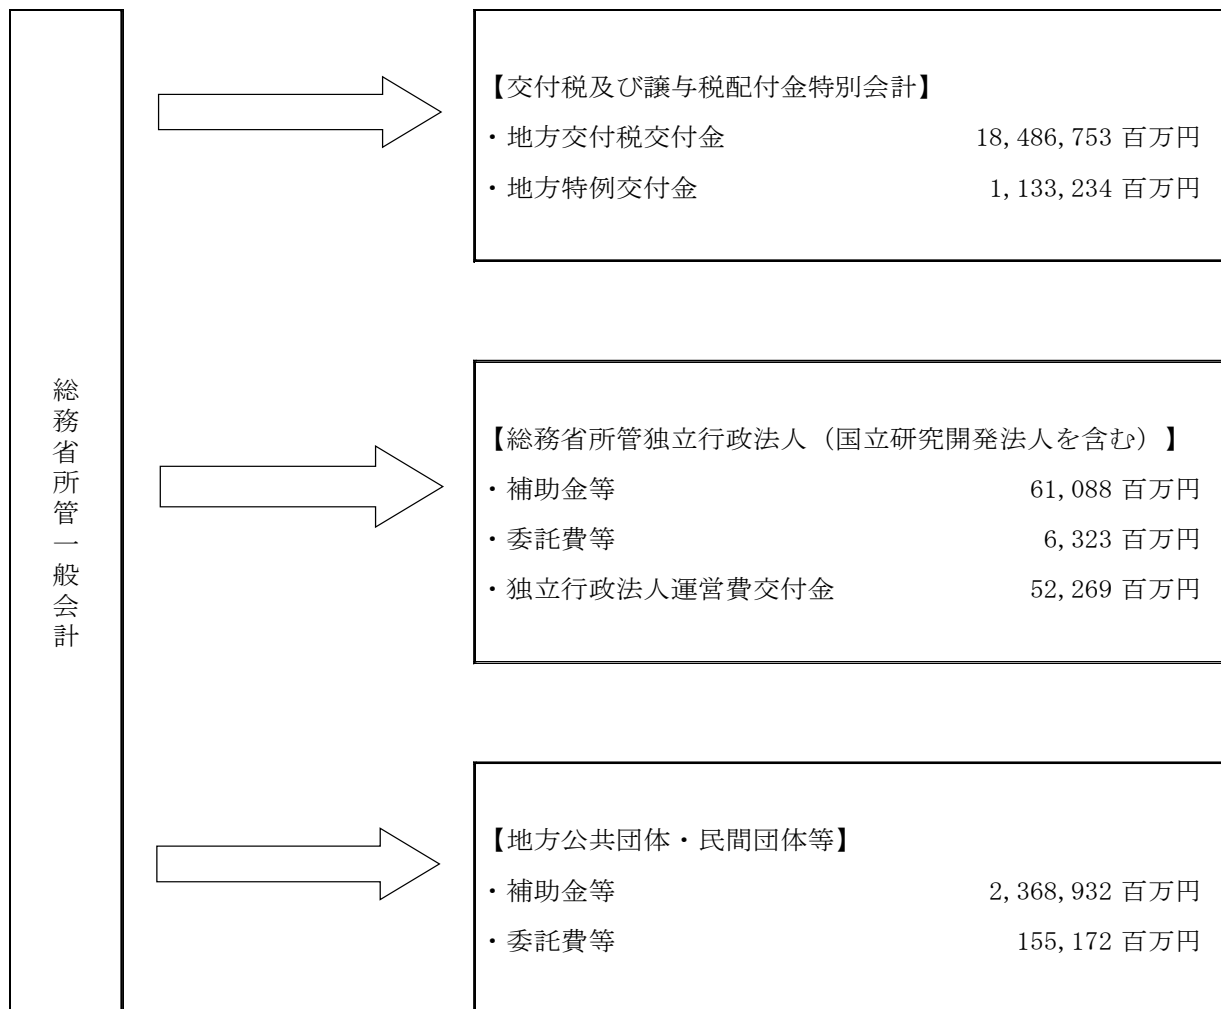 総務省所管一般会計
【交付税及び譲与税配付金特別会計】
・地方交付税交付金 18,486,753 百万円
・地方特例交付金 1,133,234 百万円
【総務省所管独立行政法人（国立研究開発法人を含む）】
・補助金等 61,088 百万円
・委託費等 6,323 百万円
・独立行政法人運営費交付金 52,269 百万円
【地方公共団体・民間団体等】
・補助金等 2,368,932 百万円
・委託費等 155,172 百万円